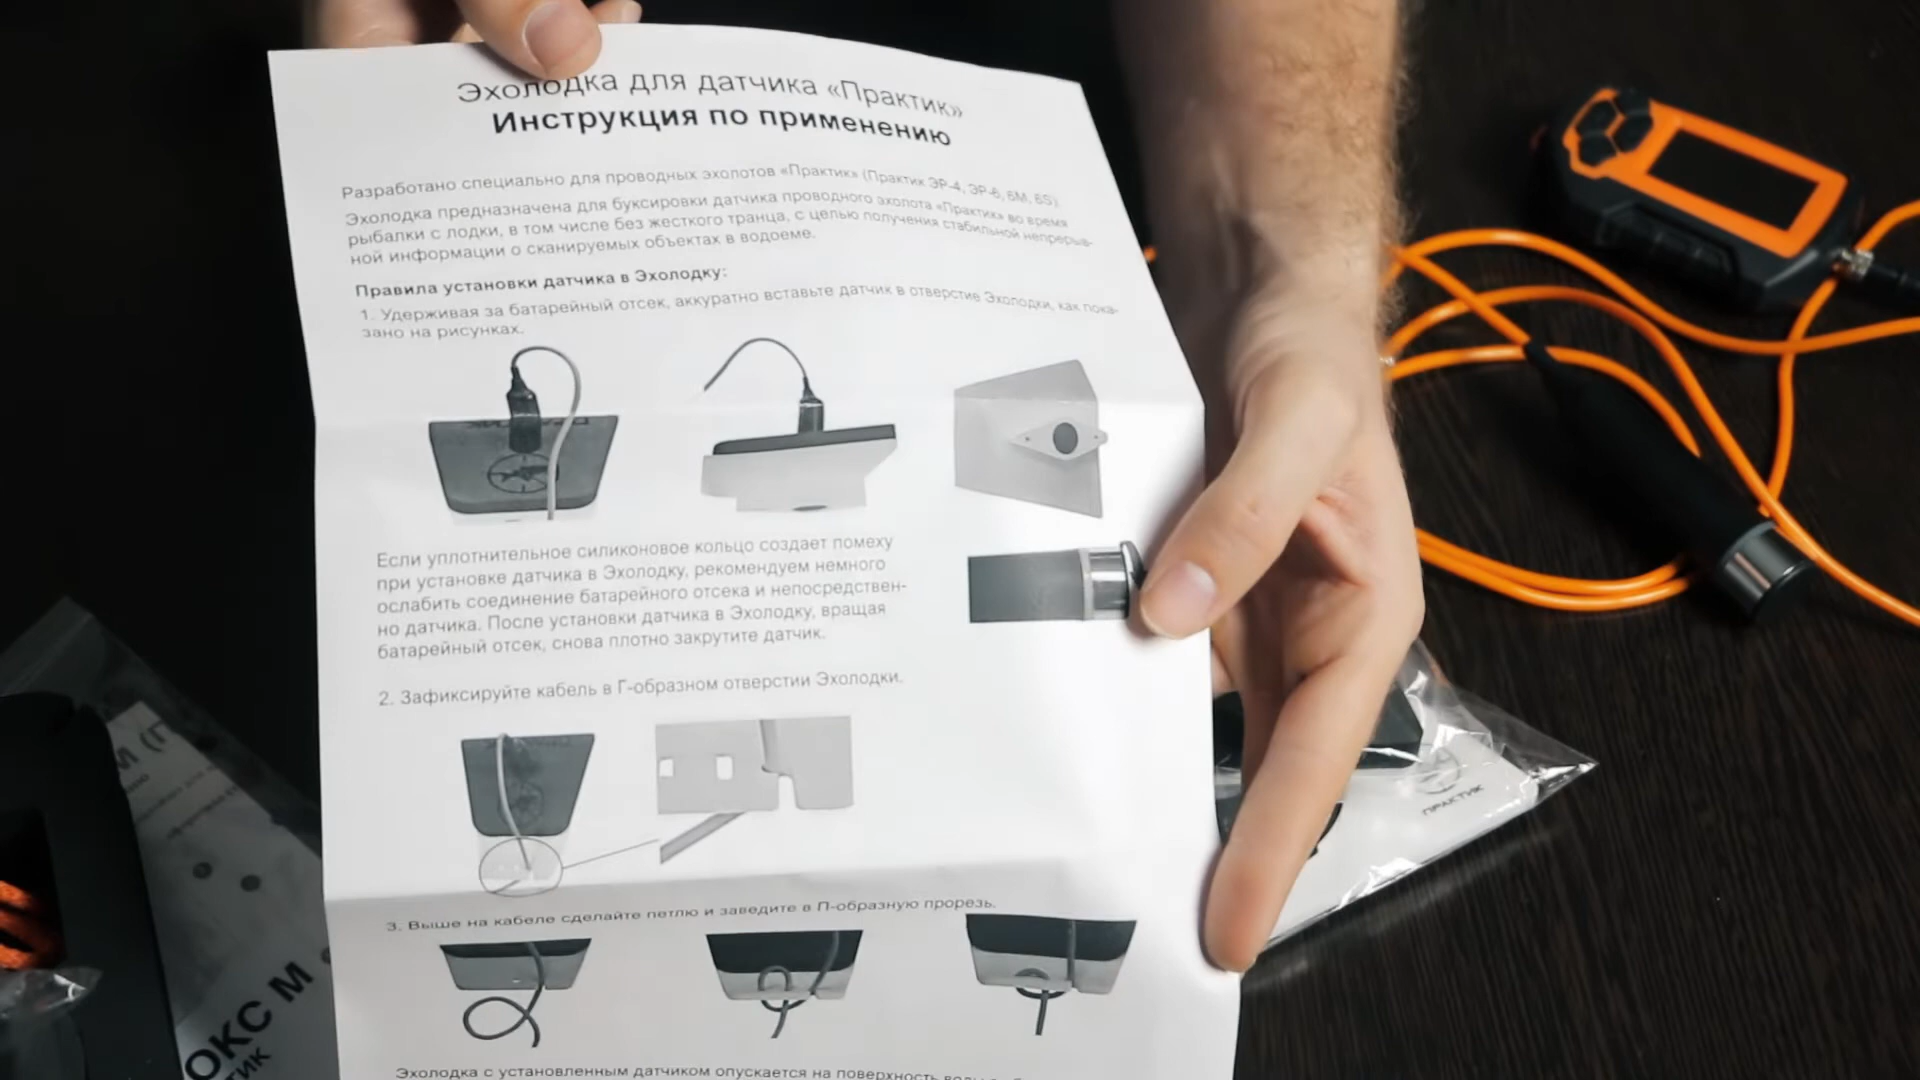 Эхолодка для датчика «Практик»
Инструкция по применению
Разработано специально для проводных эхолотов «Практик» (Практик ЭР-4, ЭР-6, 6М, 6S).
Эхолодка предназначена для буксировки датчика проводного эхолота «Практик» во время
рыбалки с лодки, в том числе без жесткого транца, с целью получения стабильной непрерыв-
ной информации о сканируемых объектах в водоеме.
Правила установки датчика в Эхолодку:
1. Удерживая за батарейный отсек, аккуратно вставьте датчик в отверстие Эхолодки, как пока-
зано на рисунках.
Если уплотнительное силиконовое кольцо создает помеху
при установке датчика в Эхолодку, рекомендуем немного
ослабить соединение батарейного отсека и непосредствен-
но датчика. После установки датчика в Эхолодку, вращая
батарейный отсек, снова плотно закрутите датчик.
2. Зафиксируйте кабель в Г-образном отверстии Эхолодки.
3. Выше на кабеле сделайте петлю и заведите в П-образную прорезь.
Эхолодка с установленным датчиком опускается на поверхность
ПРАКТИК
ОКС М
ТИК